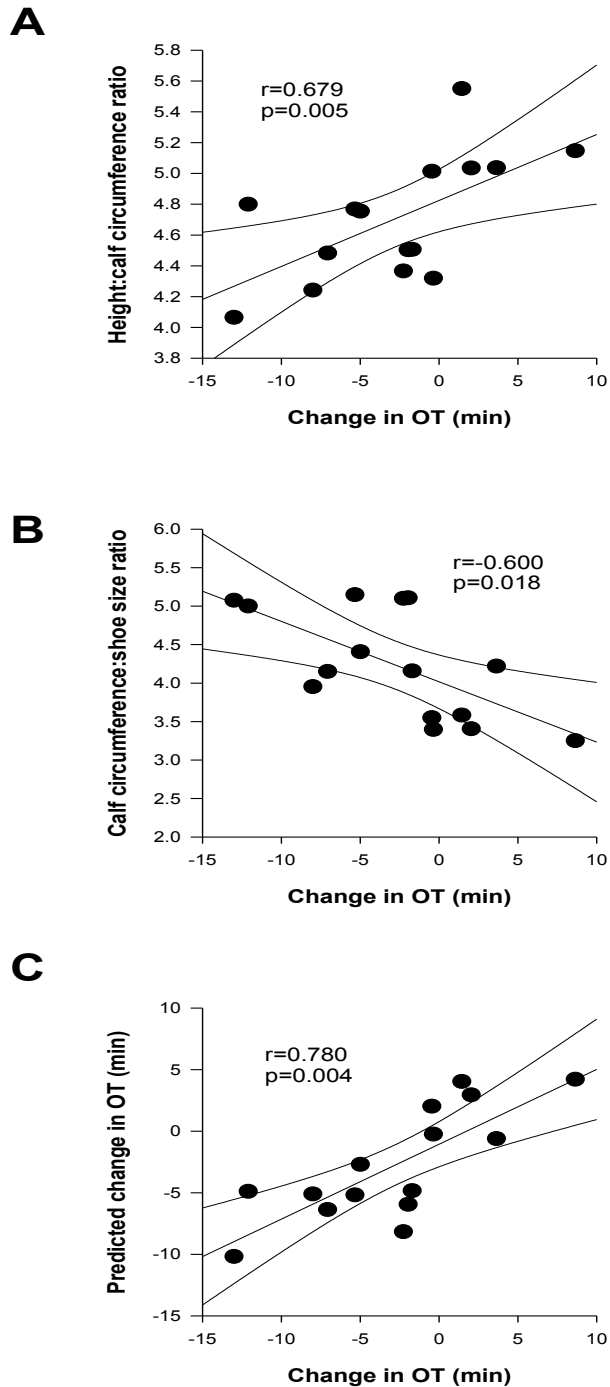 A
Height:calf circumference ratio
5.8
5.6
5.4
5.2
5.0
4.8
4.6
4.4
4.2
4.0
3.8
r=0.679
p=0.005
-15 -10 -5 0 5 10
Change in OT (min)
B
Calf circumference:shoe size ratio
6.0
5.5
5.0
4.5
4.0
3.5
3.0
2.5
2.0
r=-0.600
p=0.018
-15 -10 -5 0 5 10
Change in OT (min)
C
Predicted change in OT (min)
10
5
0
-5
-10
-15
r=0.780
p=0.004
-15 -10 -5 0 5 10
Change in OT (min)